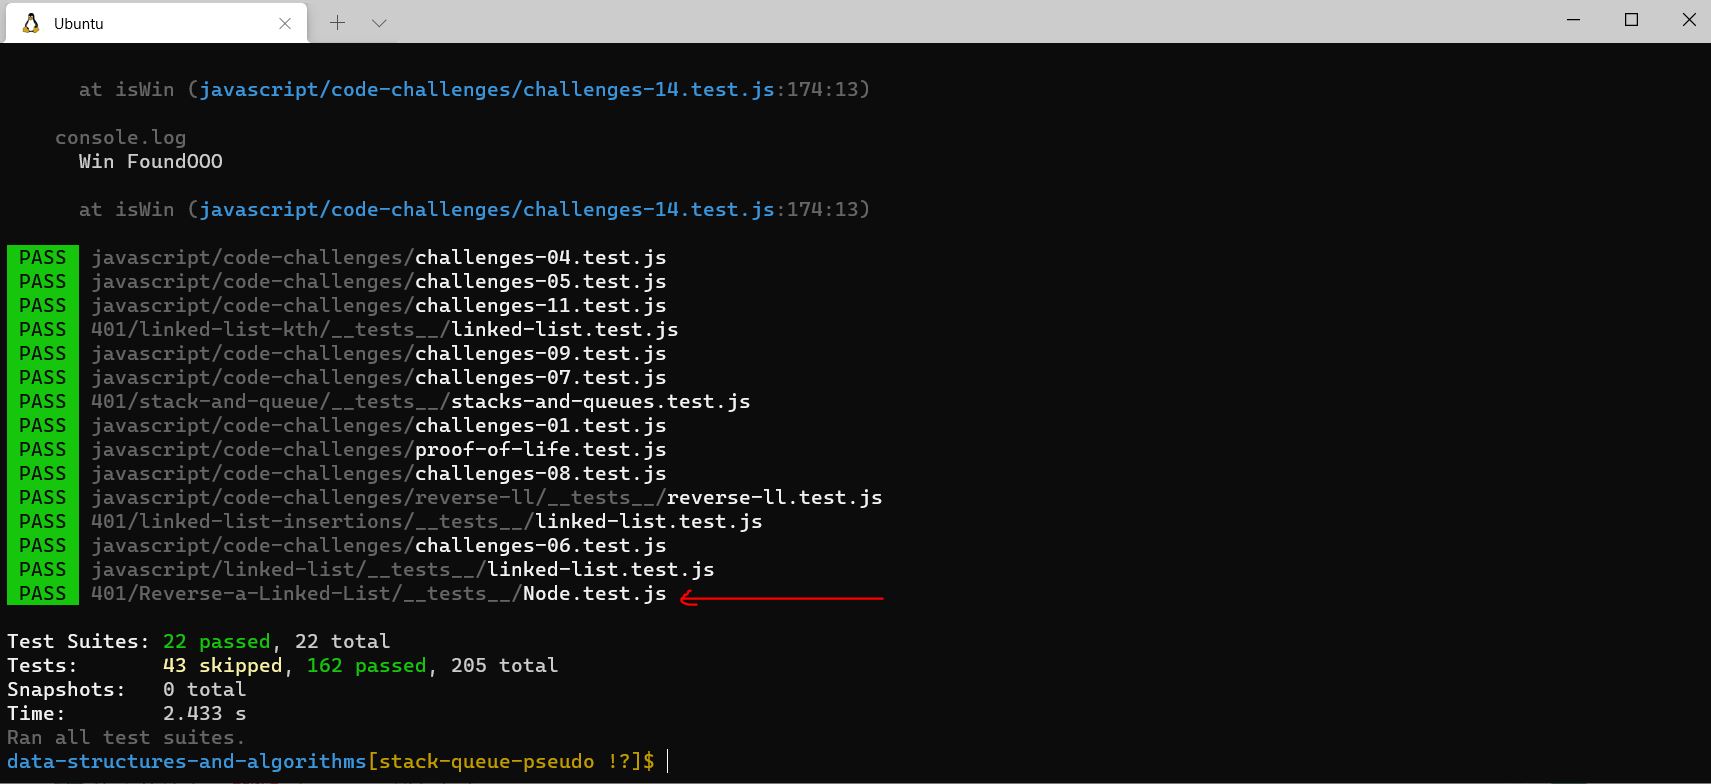 Ubuntu
at isWin (javascript/code-challenges/challenges-14.test.js:174:13)
console.log
Win FoundOOO
at isWin (javascript/code-challenges/challenges-14.test.js:174:13)
PASS javascript/code-challenges/challenges-04.test.js
PASS javascript/code-challenges/challenges-05.test.js
PASS javascript/code-challenges/challenges-11.test.js
PASS 401/linked-list-kth/__tests__/linked-list.test.js
PASS javascript/code-challenges/challenges-09.test.js
PASS javascript/code-challenges/challenges-07.test.js
PASS 401/stack-and-queue/__tests__/stacks-and-queues.test.js
PASS javascript/code-challenges/challenges-01.test.js
PASS javascript/code-challenges/proof-of-life.test.js
PASS javascript/code-challenges/challenges-08.test.js
PASS javascript/code-challenges/reverse-ll/__tests__/reverse-ll.test.js
PASS 401/linked-list-insertions/__tests__/linked-list.test.js
PASS javascript/code-challenges/challenges-06.test.js
PASS javascript/linked-list/__tests__/linked-list.test.js
PASS 401/Reverse-a-Linked-List/__tests__/Node.test.js
Test Suites: 22 passed, 22 total
Tests: 43 skipped, 162 passed, 205 total
Snapshots: 0 total
Time: 2.433 s
Ran all test suites.
data-structures-and-algorithms[stack-queue-pseudo !?]$